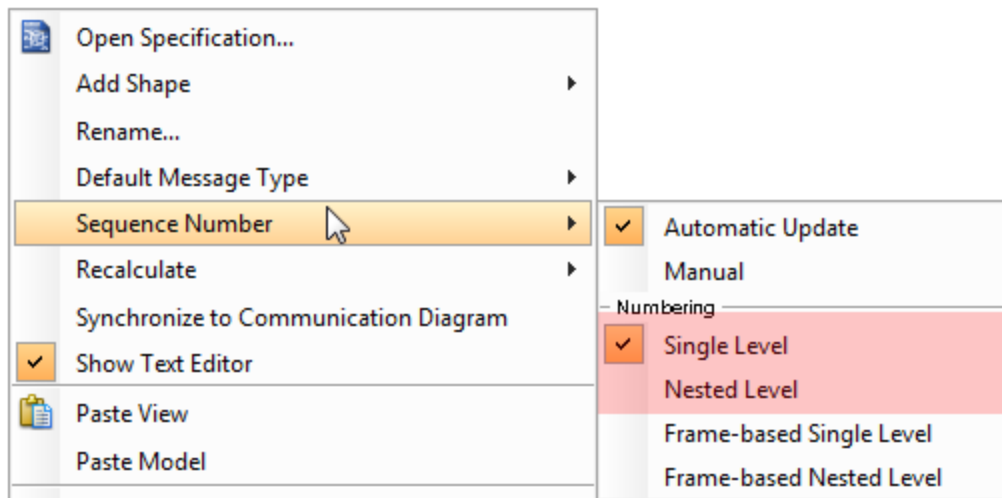 Open Specification...
Add Shape
Rename...
Default Message Type
Sequence Number
Recalculate
Synchronize to Communication Diagram
Show Text Editor
Paste View
Paste Model
Automatic Update
Manual
Numbering
Single Level
Nested Level
Frame-based Single Level
Frame-based Nested Level